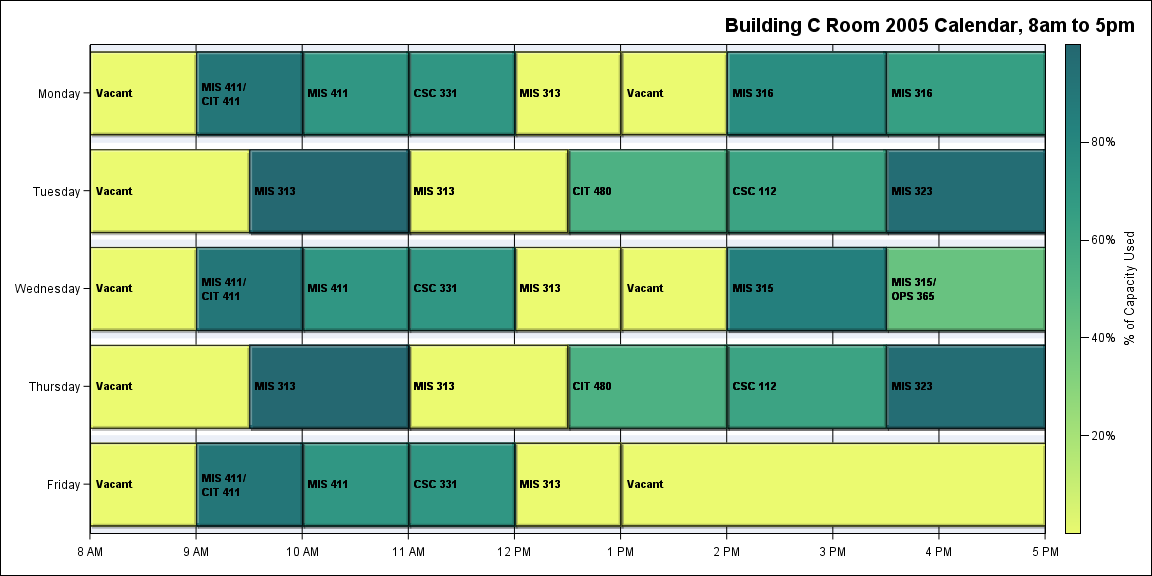 Building C Room 2005 Calendar, 8am to 5pm
Monday
Vacant
MIS 411/
CIT 411
MIS 411
CSC 331
MIS 313
Vacant
MIS 316
MIS 316
Tuesday
Vacant
MIS 313
MIS 313
CIT 480
CSC 112
MIS 323
Wednesday
Vacant
MIS 411/
CIT 411
MIS 411
CSC 331
MIS 313
Vacant
MIS 315
MIS 315/
OPS 365
Thursday
Vacant
MIS 313
MIS 313
CIT 480
CSC 112
MIS 323
Friday
Vacant
MIS 411/
CIT 411
MIS 411
CSC 331
MIS 313
Vacant
8 AM
9 AM
10 AM
11 AM
12 PM
1 PM
2 PM
3 PM
4 PM
5 PM
80%
60%
40%
20%
% of Capacity Used